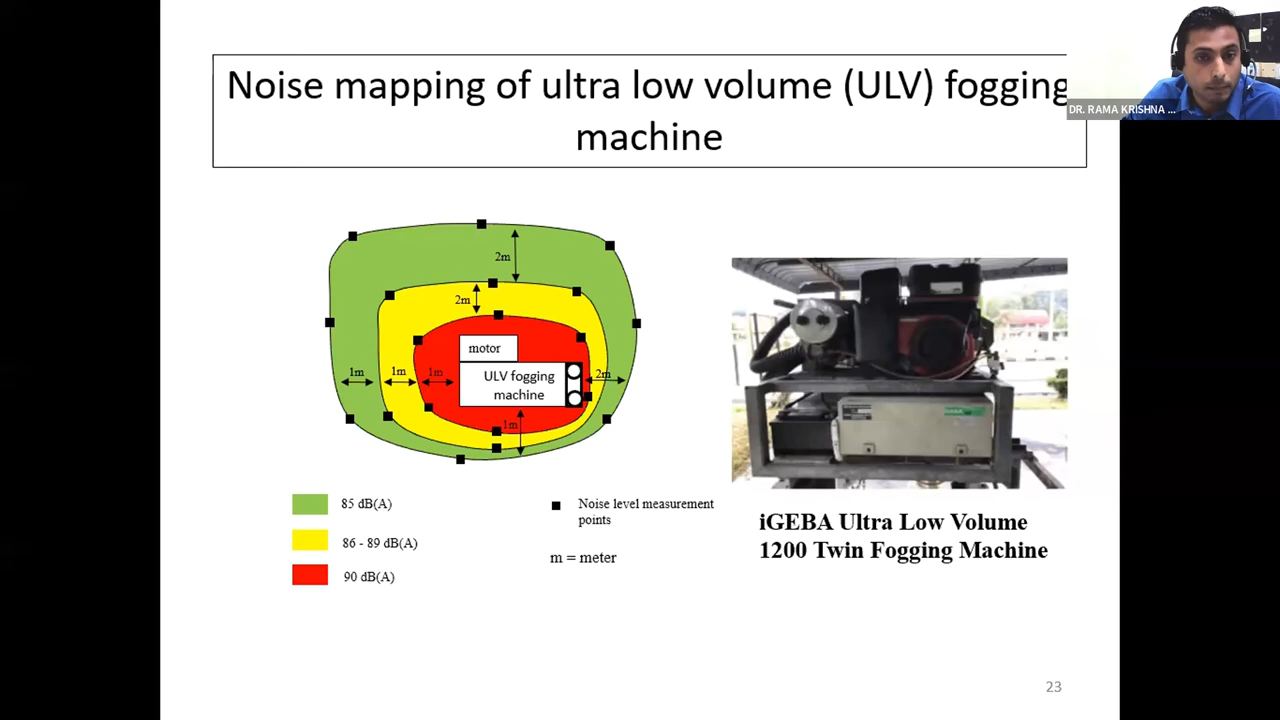 Noise mapping of ultra low volume (ULV) fogging
machine
DR. RAMA KRISHNA ...
2m
2m
motor
1m
1m
1m
ULV fogging
machine
2m
1m
85 dB(A)
86 - 89 dB(A)
90 dB(A)
Noise level measurement
points
m = meter
iGEBA Ultra Low Volume
1200 Twin Fogging Machine
23